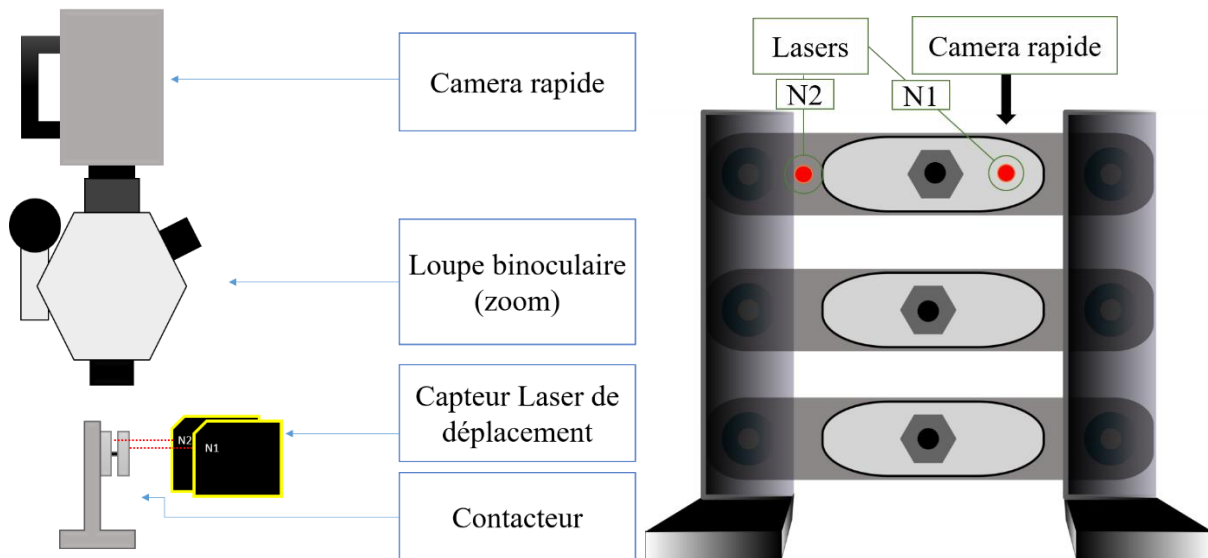 Camera rapide
Loupe binoculaire
(zoom)
Capteur Laser de
déplacement
Contacteur
N2
N1
Lasers
Camera rapide
N2
N1